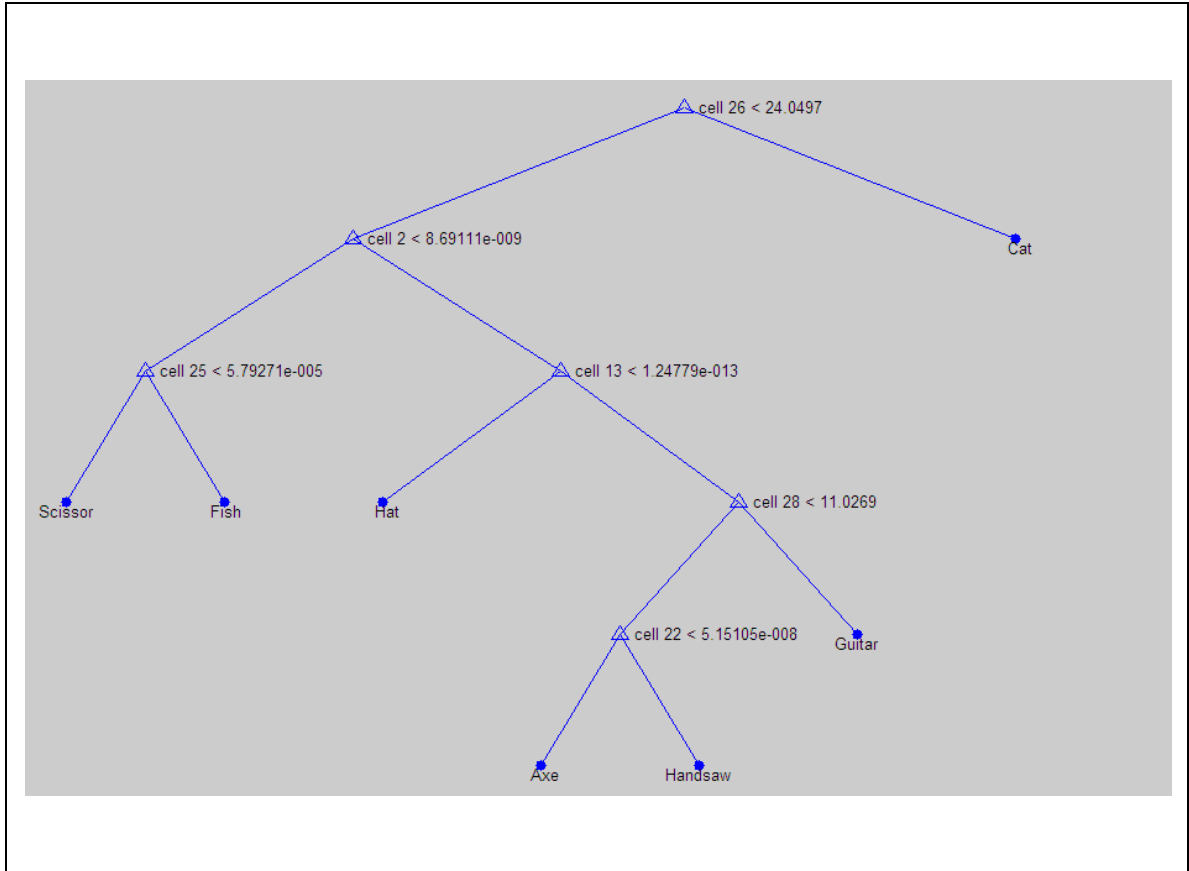 cell 26 < 24.0497
cell 2 < 8.69111e-009
Cat
cell 25 < 5.79271e-005
cell 13 < 1.24779e-013
Scissor
Fish
Hat
cell 28 < 11.0269
cell 22 < 5.15105e-008
Guitar
Axe
Handsaw